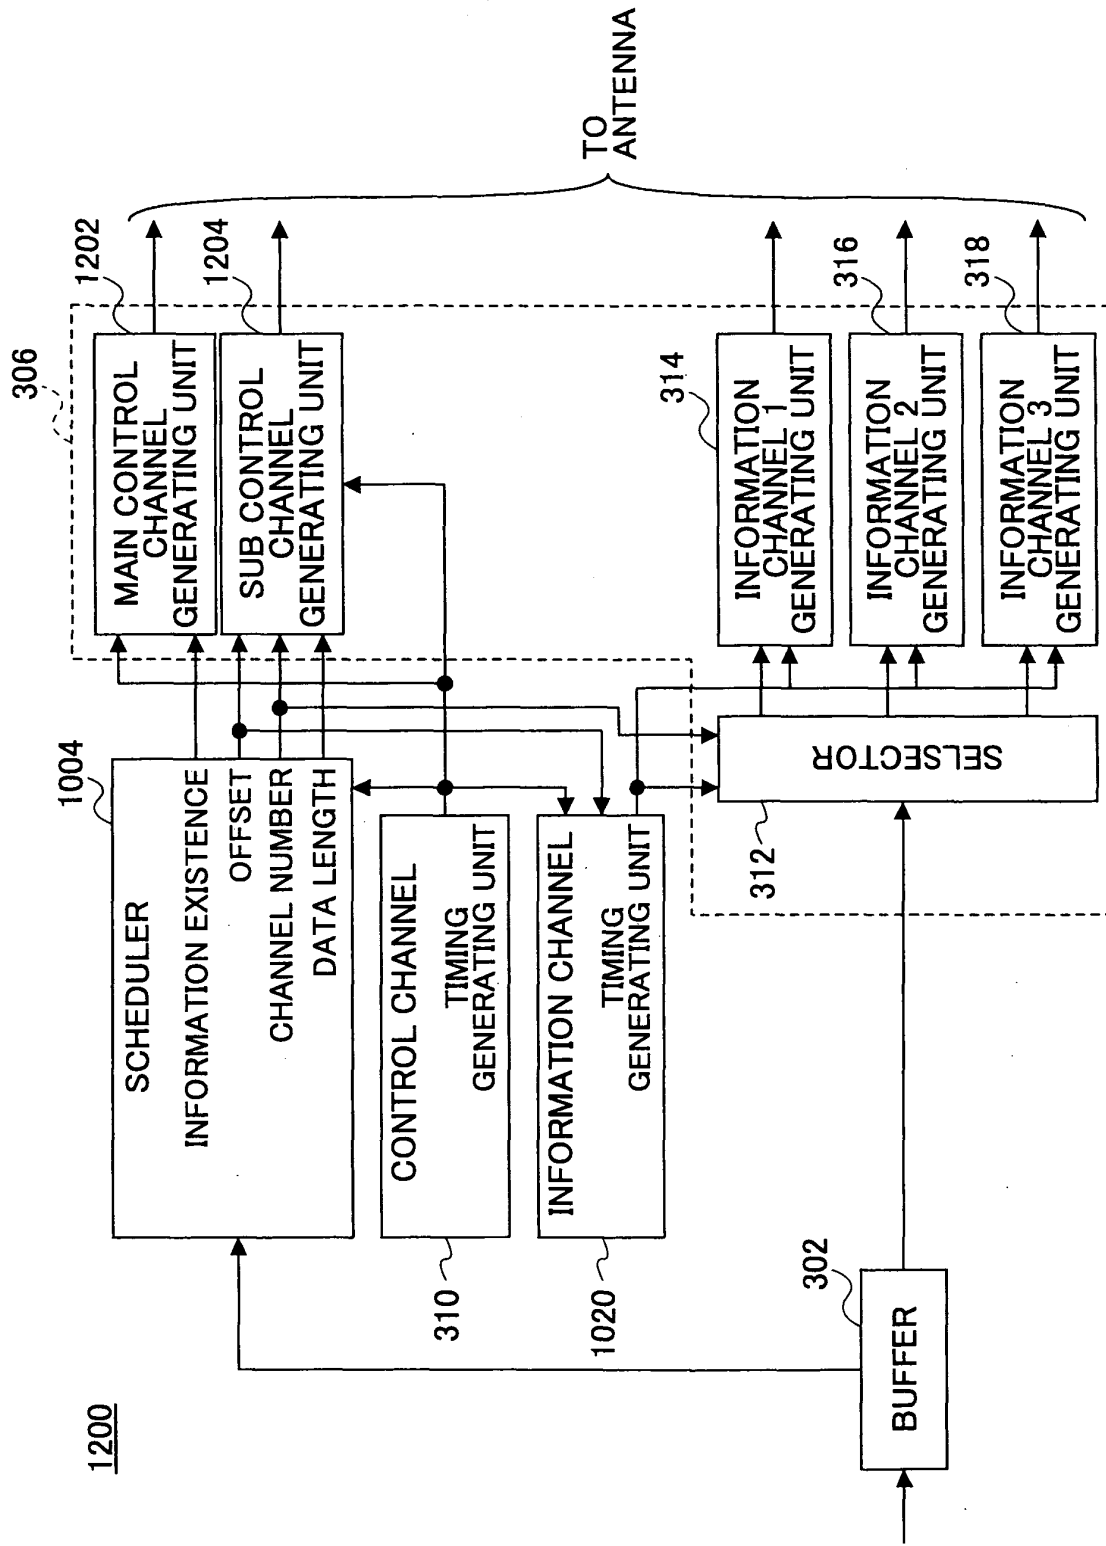 1200
306
1004
SCHEDULER
INFORMATION EXISTENCE
OFFSET
CHANNEL NUMBER
DATA LENGTH
1202
MAIN CONTROL
CHANNEL
GENERATING UNIT
1204
SUB CONTROL
CHANNEL
GENERATING UNIT
TO
ANTENNA
310
CONTROL CHANNEL
TIMING
GENERATING UNIT
1020
INFORMATION CHANNEL
TIMING
GENERATING UNIT
302
BUFFER
312
SELSECTOR
314
INFORMATION
CHANNEL 1
GENERATING UNIT
316
INFORMATION
CHANNEL 2
GENERATING UNIT
318
INFORMATION
CHANNEL 3
GENERATING UNIT